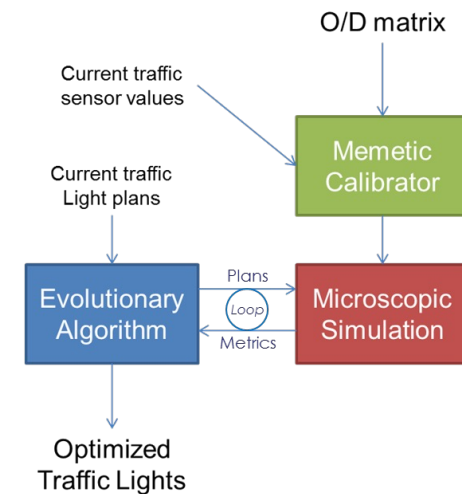 O/D matrix
Current traffic
sensor values
Memetic
Calibrator
Current traffic
Light plans
Plans
Evolutionary
Algorithm
Loop
Microscopic
Simulation
Metrics
Optimized
Traffic Lights